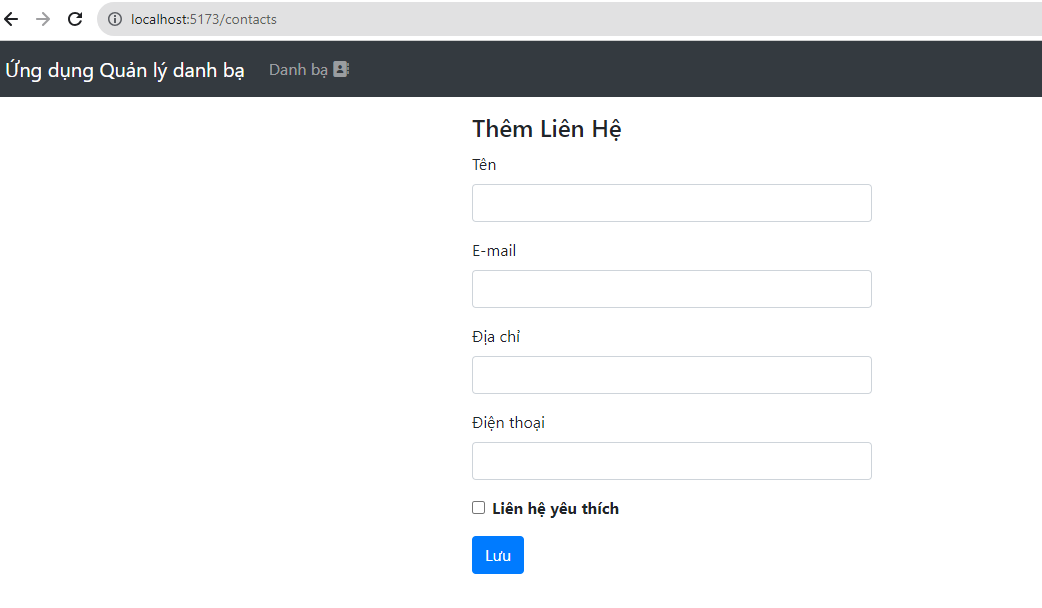 localhost:5173/contacts
Ứng dụng Quản lý danh bạ Danh bạ
Thêm Liên Hệ
Tên
E-mail
Địa chỉ
Điện thoại
Liên hệ yêu thích
Lưu